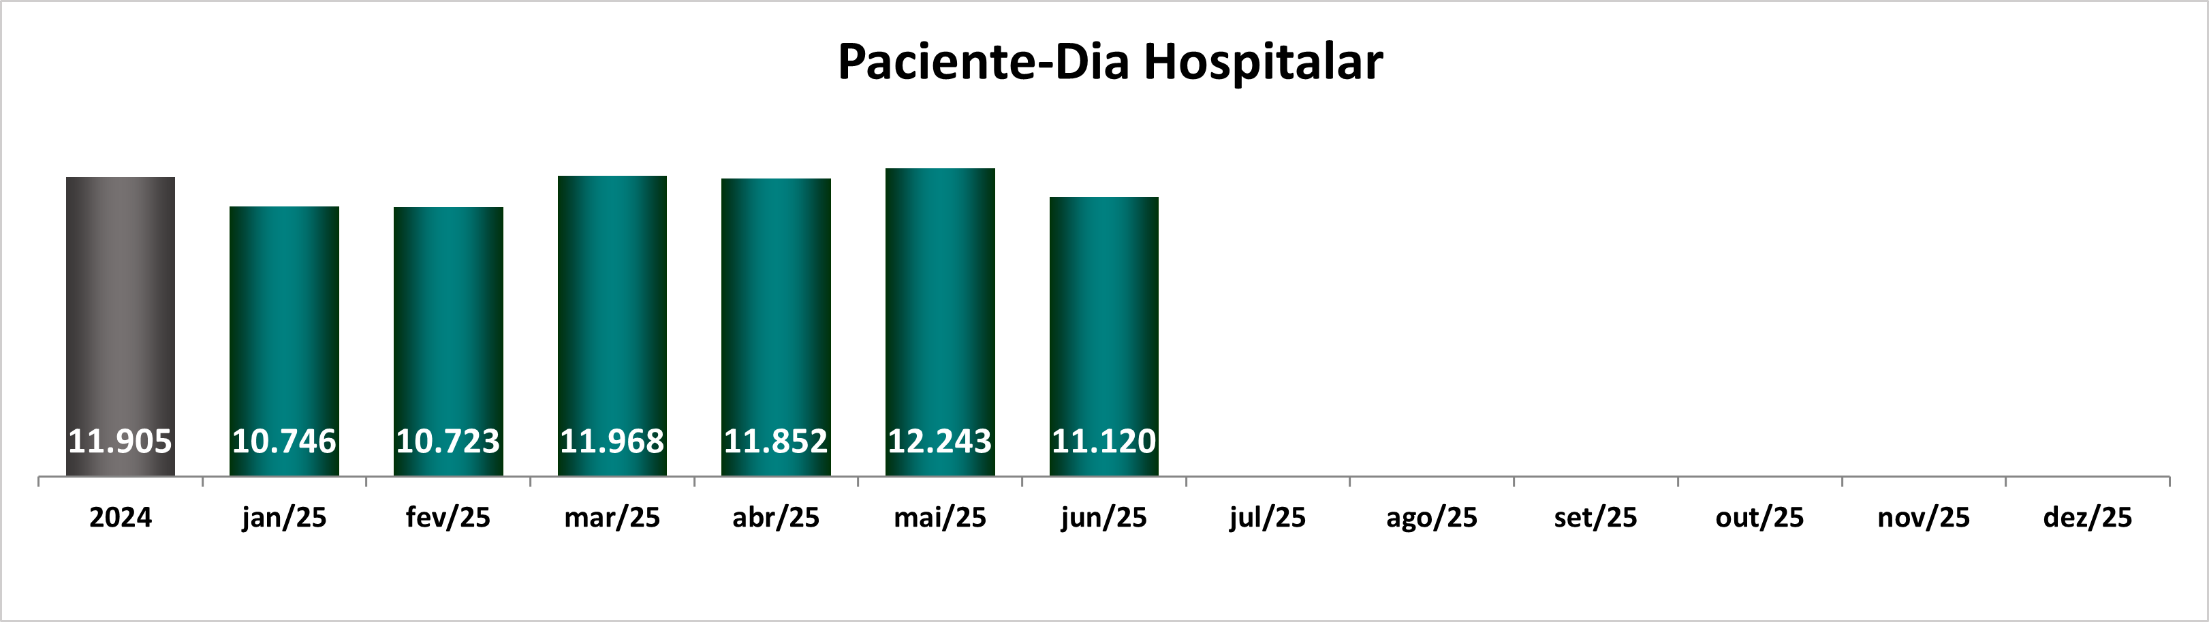 Paciente-Dia Hospitalar
11.905 10.746 10.723 11.968 11.852 12.243 11.120
2024 jan/25 fev/25 mar/25 abr/25 mai/25 jun/25 jul/25 ago/25 set/25 out/25 nov/25 dez/25